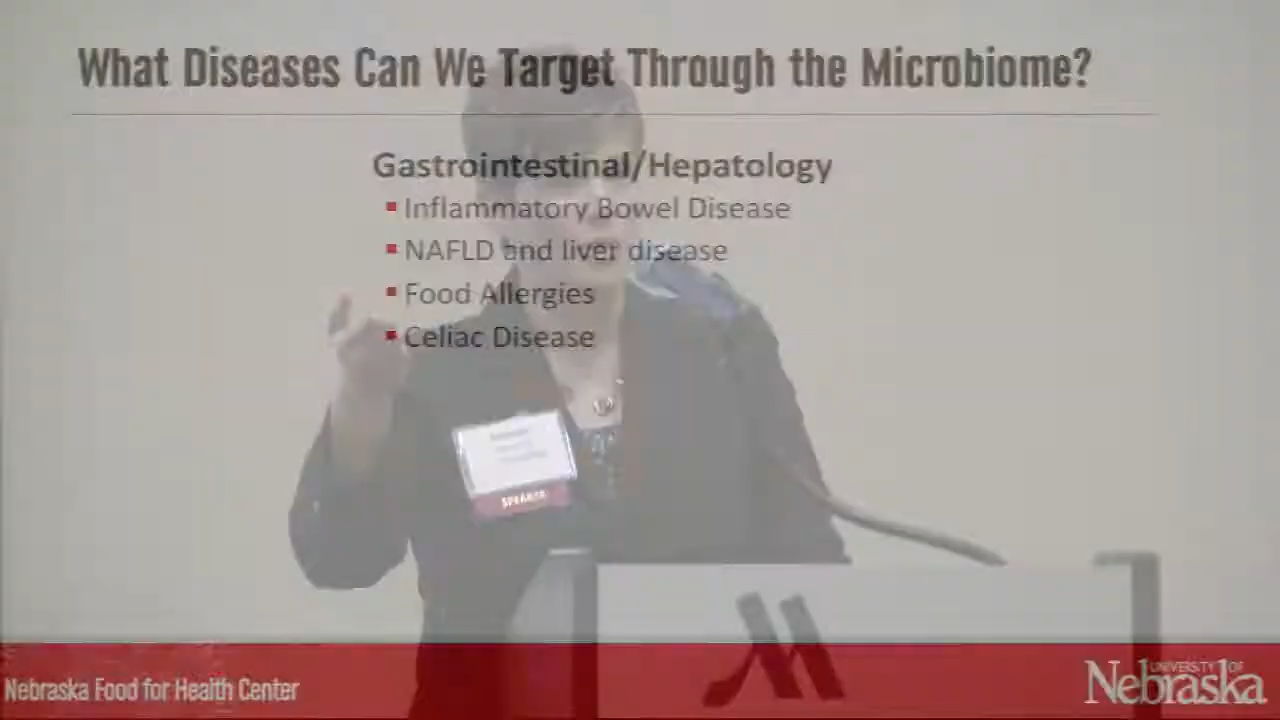 What Diseases Can We Target Through the Microbiome?
Gastrointestinal/Hepatology
▪ Inflammatory Bowel Disease
▪ NAFLD and liver disease
▪ Food Allergies
▪ Celiac Disease
SPEAKER
Nebraska Food for Health Center
UNIVERSITY OF
Nebraska